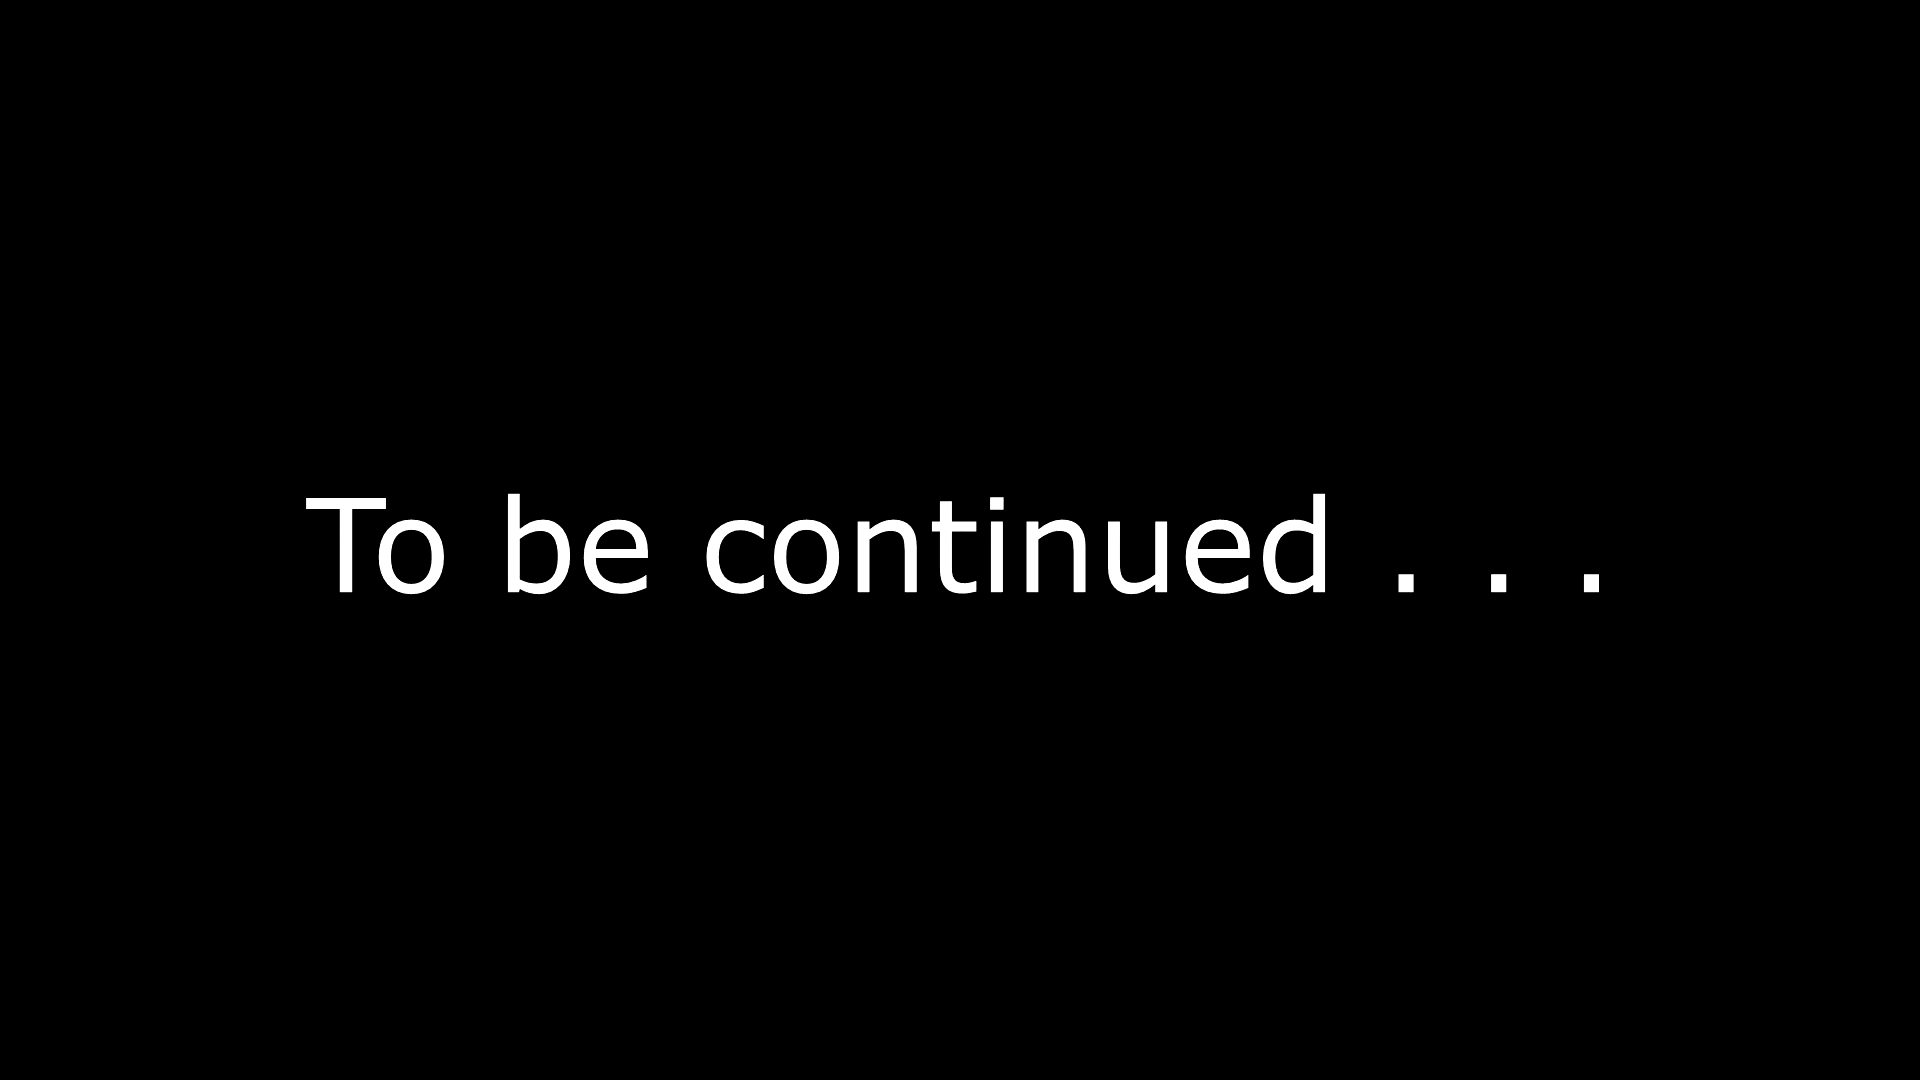 To be continued . . .